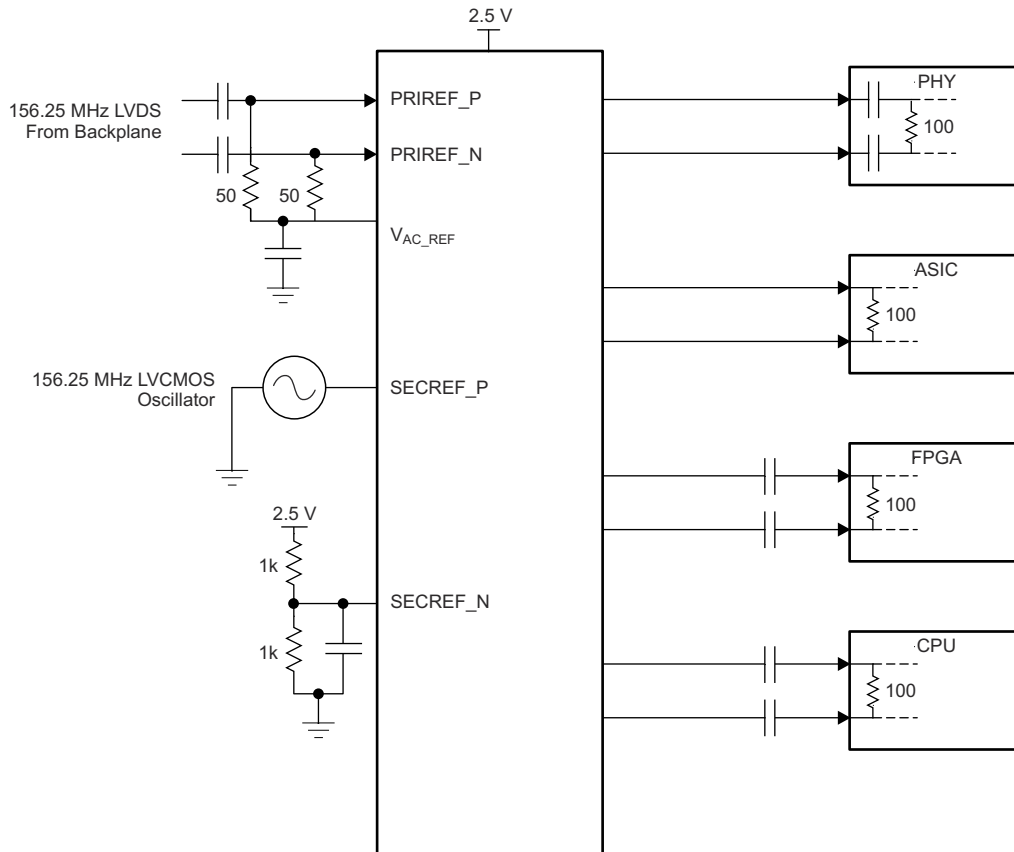 2.5 V
156.25 MHz LVDS
From Backplane
PRIREF_P
PRIREF_N
50
50
VAC_REF
156.25 MHz LVCMOS
Oscillator
SECREF_P
2.5 V
1k
SECREF_N
1k
PHY
100
ASIC
100
FPGA
100
CPU
100